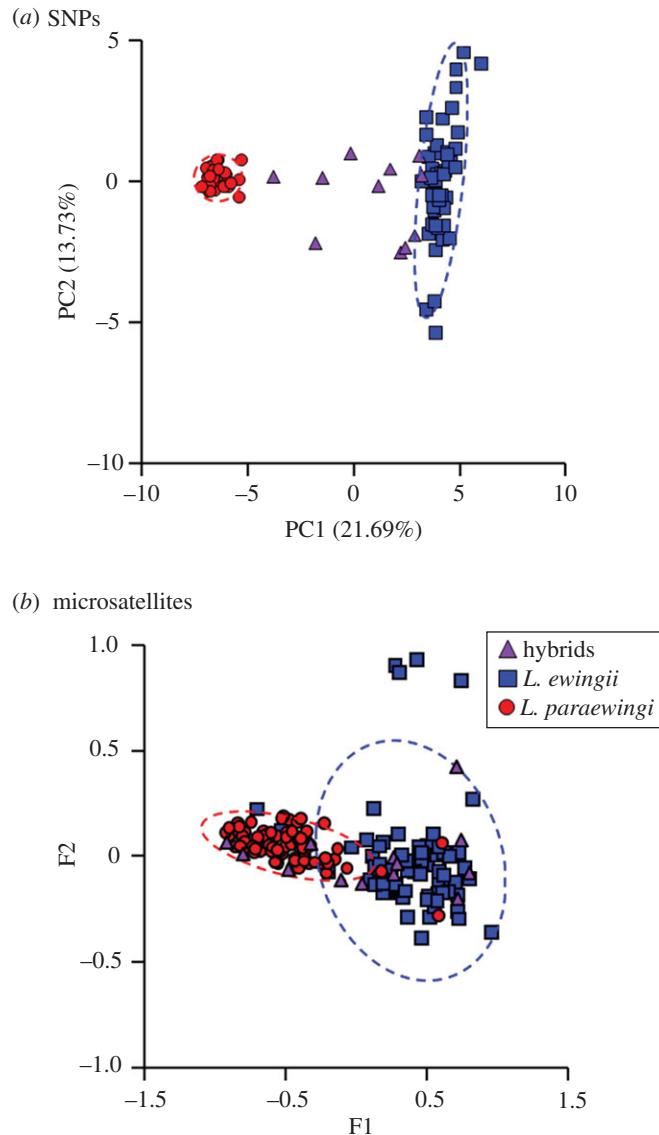 (a) SNPs
5
0
–5
–10
PC2 (13.73%)
–10 –5 0 5 10
PC1 (21.69%)
(b) microsatellites
hybrids
L. ewingii
L. paraewingi
1.0
0.5
0
–0.5
–1.0
F2
–1.5 –0.5 0.5 1.5
F1